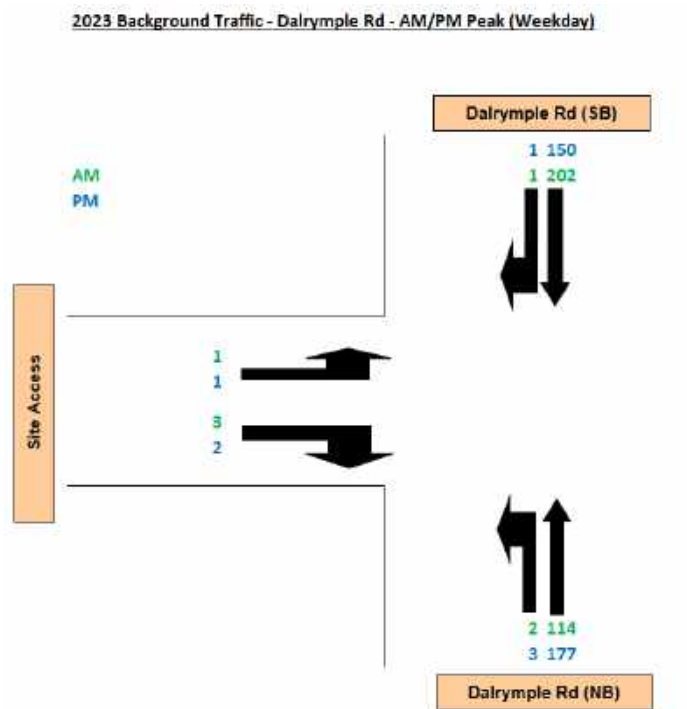 2023 Background Traffic - Dalrymple Rd - AM/PM Peak (Weekday)
Dalrymple Rd (SB)
1 150
1 202
AM
PM
Site Access
1
1
3
2
2 114
3 177
Dalrymple Rd (NB)